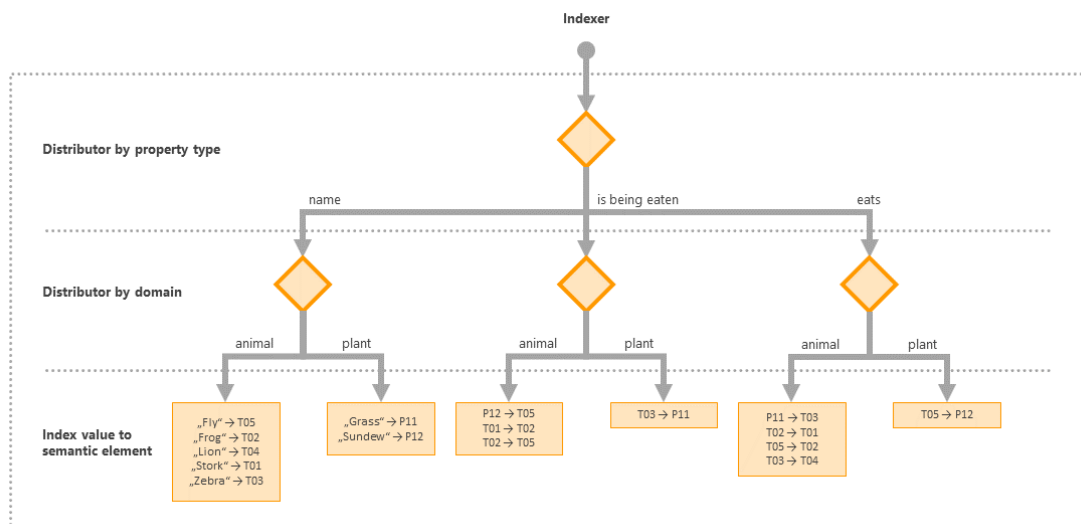 Indexer
Distributor by property type
name
is being eaten
eats
Distributor by domain
animal
plant
animal
plant
animal
plant
Index value to
semantic element
„Fly“ → T05
„Frog“ → T02
„Lion“ → T04
„Stork“ → T01
„Zebra“ → T03
„Grass“ → P11
„Sundew“ → P12
P12 → T05
T01 → T02
T02 → T05
T03 → P11
P11 → T03
T02 → T01
T05 → T02
T03 → T04
T05 → P12